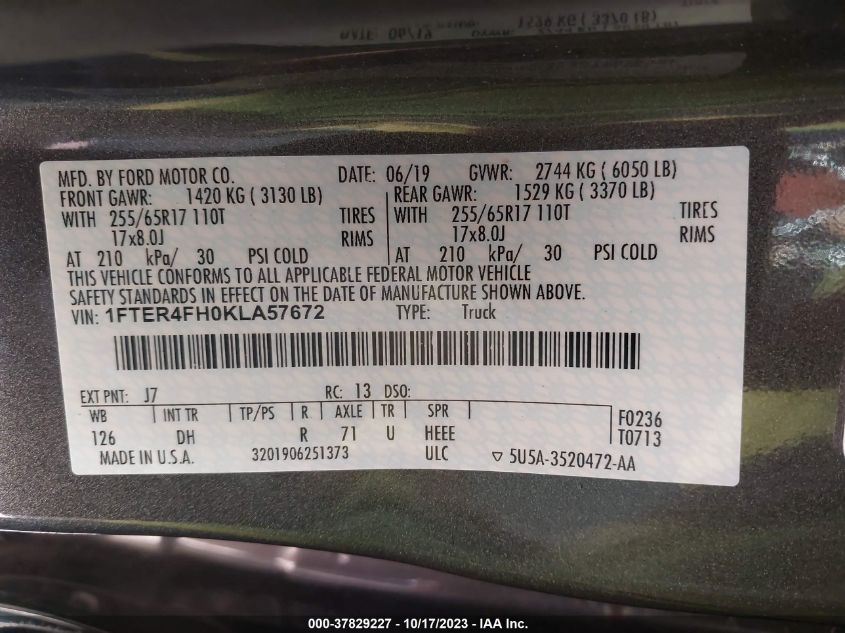 MFD. BY FORD MOTOR CO. DATE: 06/19 GVWR: 2744 KG ( 6050 LB)
FRONT GAWR: 1420 KG ( 3130 LB) REAR GAWR: 1529 KG ( 3370 LB)
WITH 255/65R17 110T TIRES WITH 255/65R17 110T TIRES
17x8.0J RIMS 17x8.0J RIMS
AT 210 kPa/ 30 PSI COLD AT 210 kPa/ 30 PSI COLD
THIS VEHICLE CONFORMS TO ALL APPLICABLE FEDERAL MOTOR VEHICLE
SAFETY STANDARDS IN EFFECT ON THE DATE OF MANUFACTURE SHOWN ABOVE.
VIN: 1FTER4FH0KLA57672 TYPE: Truck
EXT PNT: J7 RC: 13 DSO:
WB INT TR TP/PS R AXLE TR SPR F0236
126 DH R 71 U HEEE T0713
MADE IN U.S.A. 3201906251373 ULC ▽ 5U5A-3520472-AA
000-37829227 - 10/17/2023 - IAA Inc.